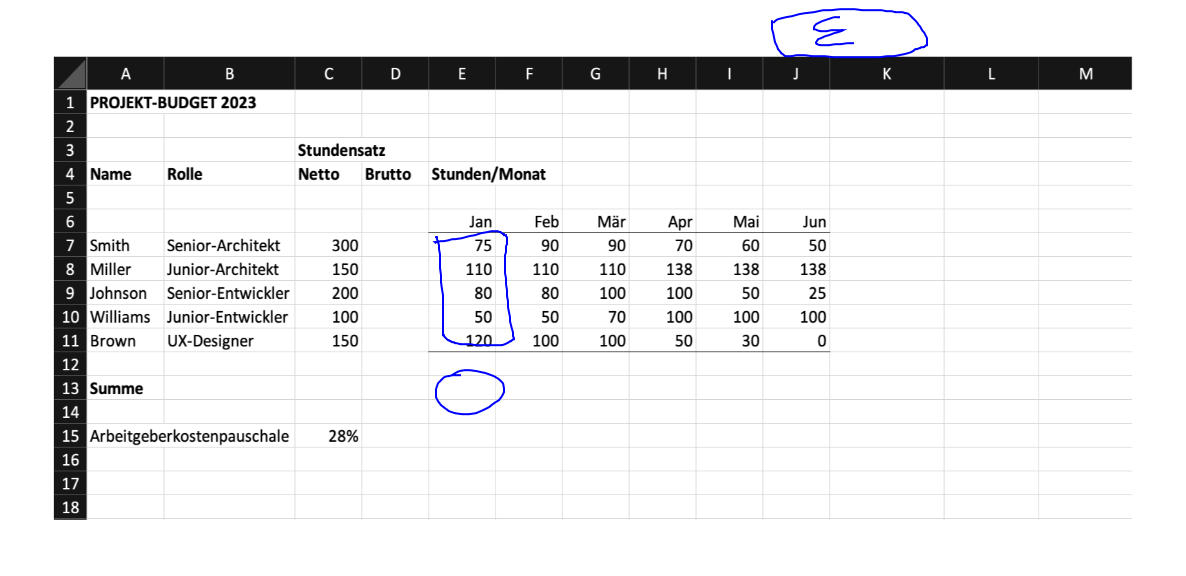 Σ
A B C D E F G H I J K L M
1 PROJEKT-BUDGET 2023
2
3 Stundensatz
4 Name Rolle Netto Brutto Stunden/Monat
5
6 Jan Feb Mär Apr Mai Jun
7 Smith Senior-Architekt 300 75 90 90 70 60 50
8 Miller Junior-Architekt 150 110 110 110 138 138 138
9 Johnson Senior-Entwickler 200 80 80 100 100 50 25
10 Williams Junior-Entwickler 100 50 50 70 100 100 100
11 Brown UX-Designer 150 120 100 100 50 30 0
12
13 Summe
14
15 Arbeitgeberkostenpauschale 28%
16
17
18